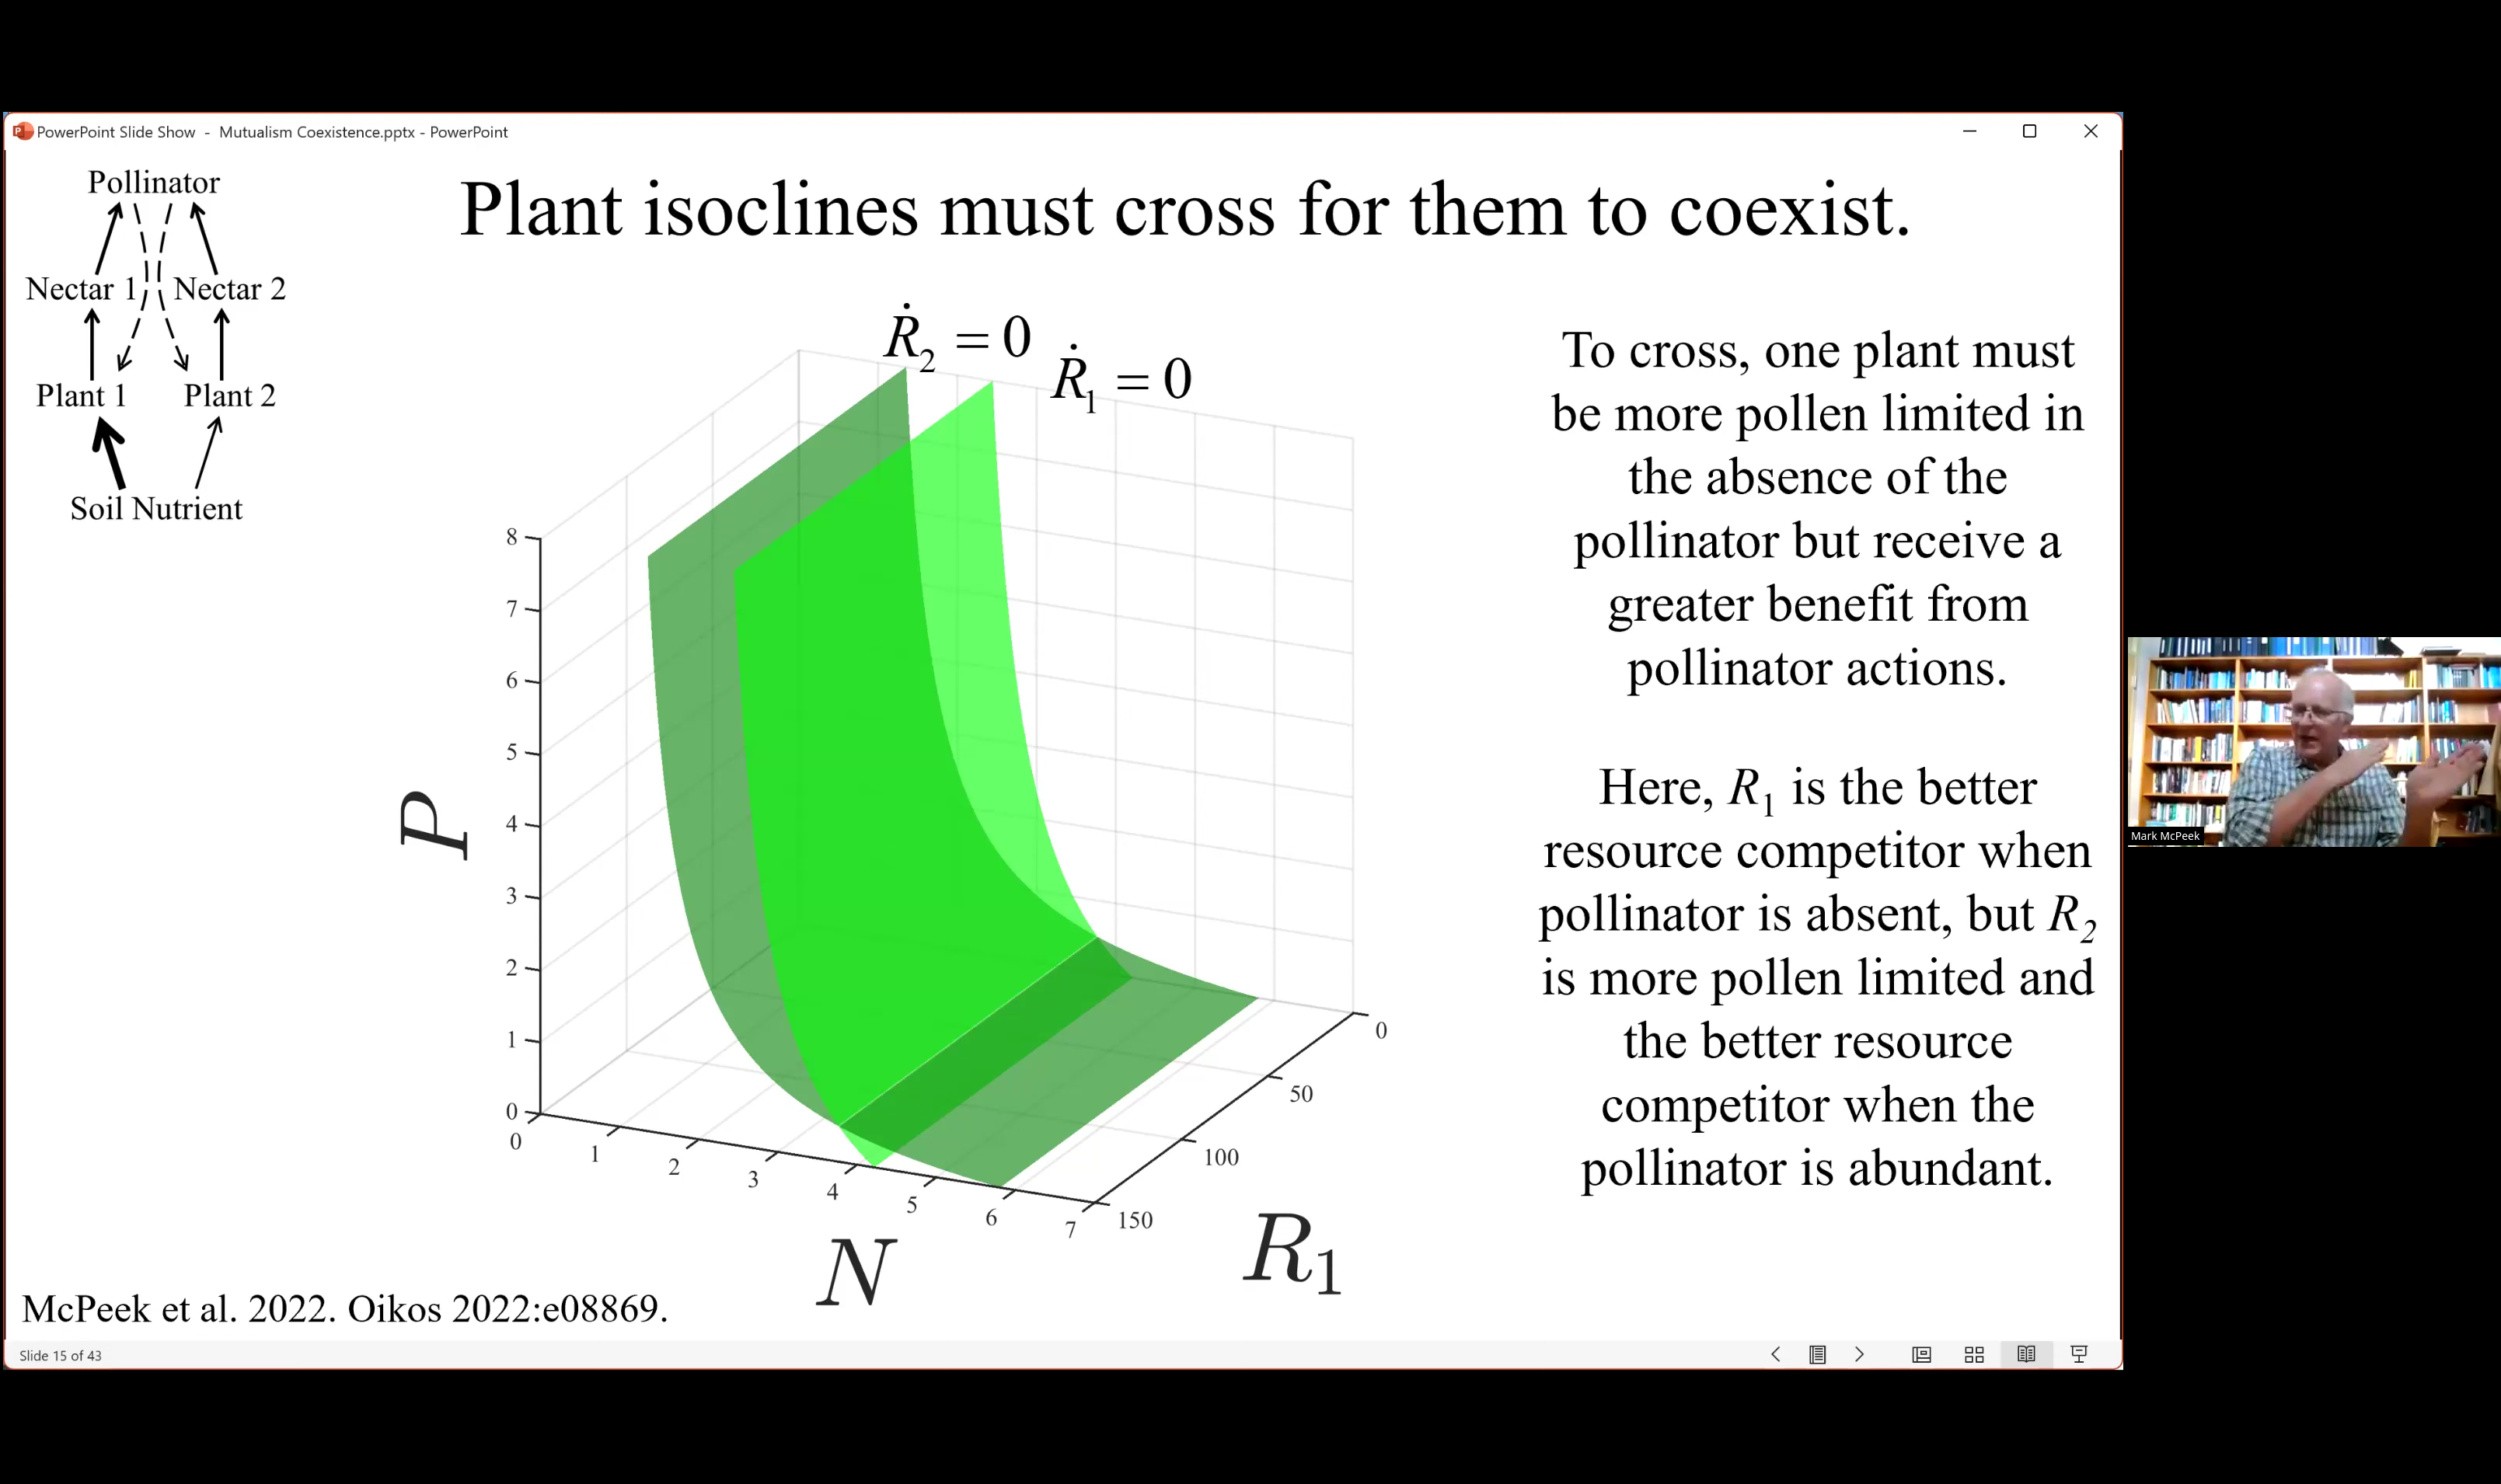 PowerPoint Slide Show - Mutualism Coexistence.pptx - PowerPoint
Plant isoclines must cross for them to coexist.
Pollinator
Nectar 1 Nectar 2
Plant 1 Plant 2
Soil Nutrient
Ṙ₂ = 0
Ṙ₁ = 0
8
7
6
5
4
3
2
1
0
P
0
1
2
3
4
5
6
7
N
0
50
100
150
R₁
To cross, one plant must
be more pollen limited in
the absence of the
pollinator but receive a
greater benefit from
pollinator actions.
Here, R₁ is the better
resource competitor when
pollinator is absent, but R₂
is more pollen limited and
the better resource
competitor when the
pollinator is abundant.
McPeek et al. 2022. Oikos 2022:e08869.
Slide 15 of 43
Mark McPeek